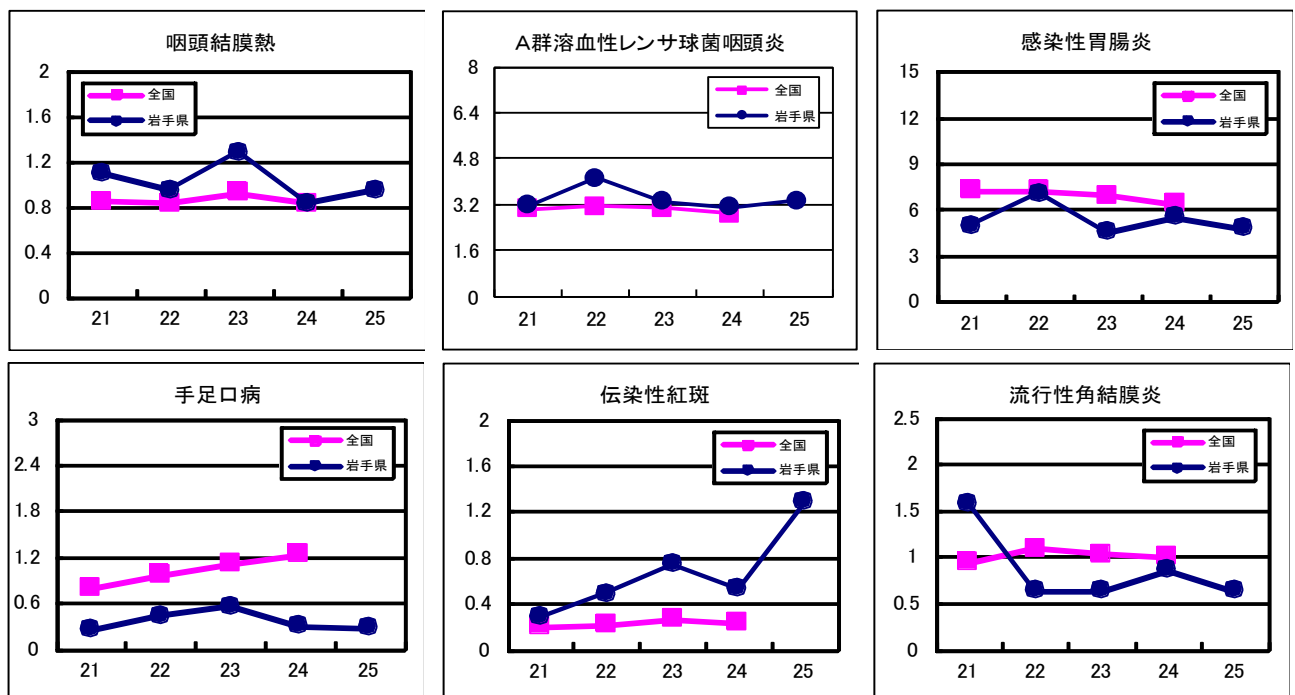 咽頭結膜熱
2
1.6
1.2
0.8
0.4
0
全国
岩手県
21 22 23 24 25
A群溶血性レンサ球菌咽頭炎
8
6.4
4.8
3.2
1.6
0
全国
岩手県
21 22 23 24 25
感染性胃腸炎
15
12
9
6
3
0
全国
岩手県
21 22 23 24 25
手足口病
3
2.4
1.8
1.2
0.6
0
全国
岩手県
21 22 23 24 25
伝染性紅斑
2
1.6
1.2
0.8
0.4
0
全国
岩手県
21 22 23 24 25
流行性角結膜炎
2.5
2
1.5
1
0.5
0
全国
岩手県
21 22 23 24 25